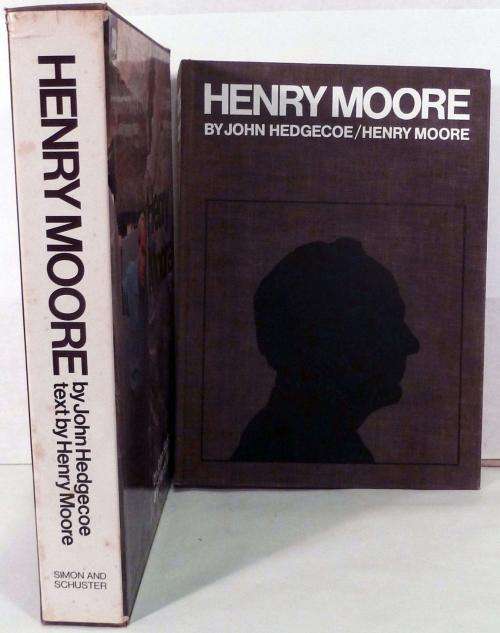 HENRY MOORE
by John Hedgecoe
text by Henry Moore
SIMON AND
SCHUSTER
HENRY MOORE
BY JOHN HEDGECOE/HENRY MOORE